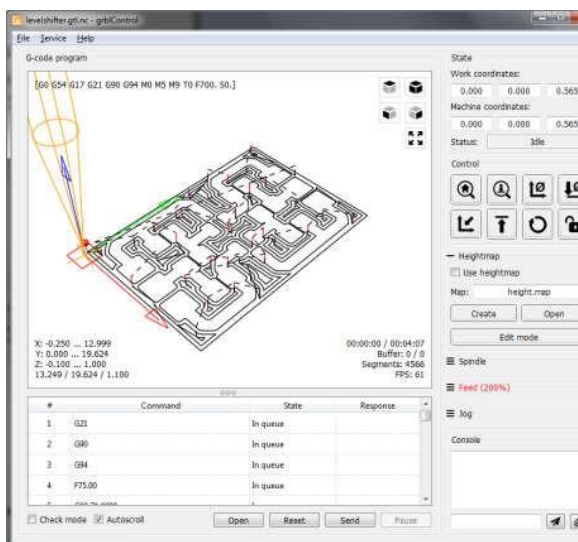 levelshifter.gtl.nc - grblControl
File Service Help
G-code program
[G0 G54 G17 G21 G90 G94 M0 M5 M9 T0 F700. S0.]
X: -0.250 ... 12.999
Y: 0.000 ... 19.624
Z: -0.100 ... 1.000
13.249 / 19.624 / 1.100
00:00:00 / 00:04:07
Buffer: 0 / 0
Segments: 4566
FPS: 61
# Command State Response
1 G21 In queue
2 G90 In queue
3 G94 In queue
4 F75.00 In queue
Check mode Autoscroll Open Reset Send Pause
State
Work coordinates:
0.000 0.000 0.565
Machine coordinates:
0.000 0.000 0.565
Status: Idle
Control
Heightmap
Use heightmap
Map: height.map
Create Open
Edit mode
Spindle
Feed (200%)
Jog
Console